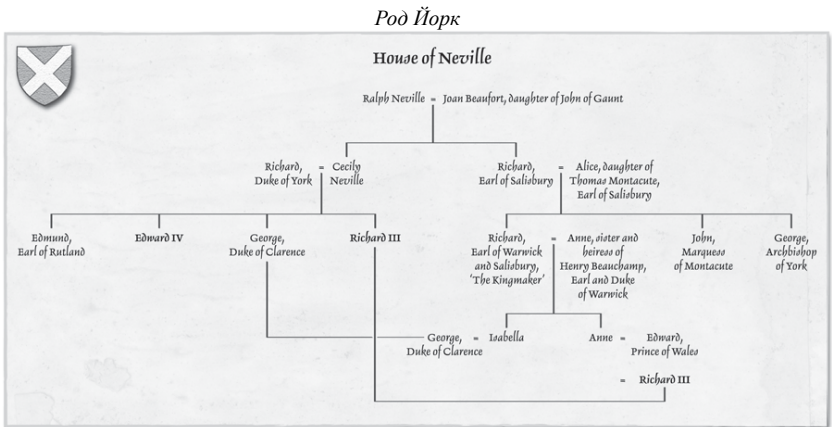 Род Йорк
House of Neville
Ralph Neville = Joan Beaufort, daughter of John of Gaunt
Richard, = Cecily
Duke of York Neville
Richard, = Alice, daughter of
Earl of Salisbury Thomas Montacute,
Earl of Salisbury
Edmund,
Earl of Rutland
Edward IV
George,
Duke of Clarence
Richard III
Richard, = Anne, sister and
Earl of Warwick heiress of
and Salisbury, Henry Beauchamp,
'The Kingmaker' Earl and Duke
of Warwick
John,
Marquess
of Montacute
George,
Archbishop
of York
George, = Isabella
Duke of Clarence
Anne = Edward,
Prince of Wales
= Richard III